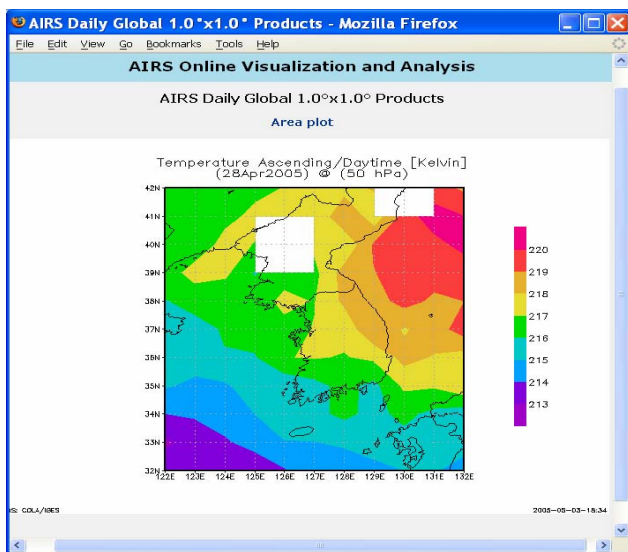 AIRS Daily Global 1.0°x1.0° Products - Mozilla Firefox
File Edit View Go Bookmarks Tools Help
AIRS Online Visualization and Analysis
AIRS Daily Global 1.0°x1.0° Products
Area plot
Temperature Ascending/Daytime [Kelvin]
(28Apr2005) @ (50 hPa)
42N
41N
40N
39N
38N
37N
36N
35N
34N
33N
32N
122E 123E 124E 125E 126E 127E 128E 129E 130E 131E 132E
220
219
218
217
216
215
214
213
S: COLA/IGES
2005-05-03-18:34